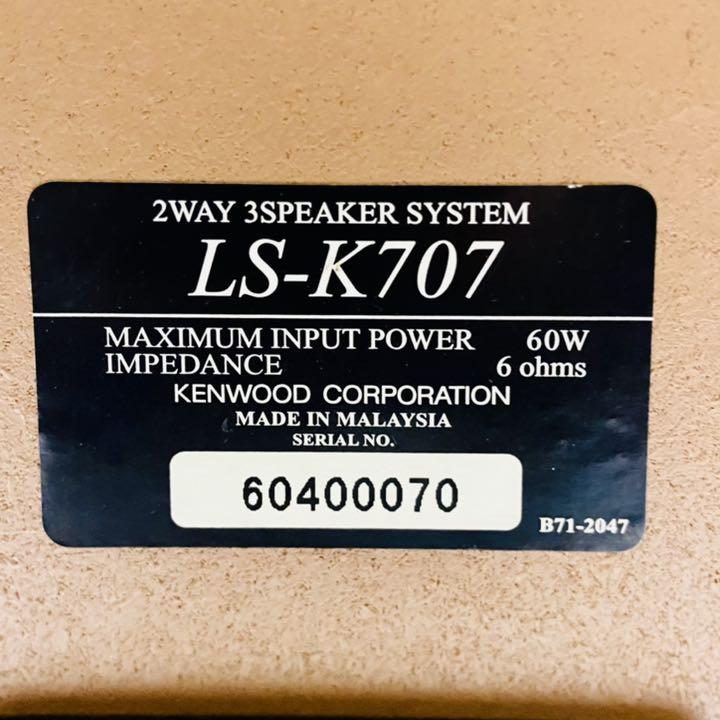 2WAY 3SPEAKER SYSTEM
LS-K707
MAXIMUM INPUT POWER 60W
IMPEDANCE 6 ohms
KENWOOD CORPORATION
MADE IN MALAYSIA
SERIAL NO.
60400070
B71-2047